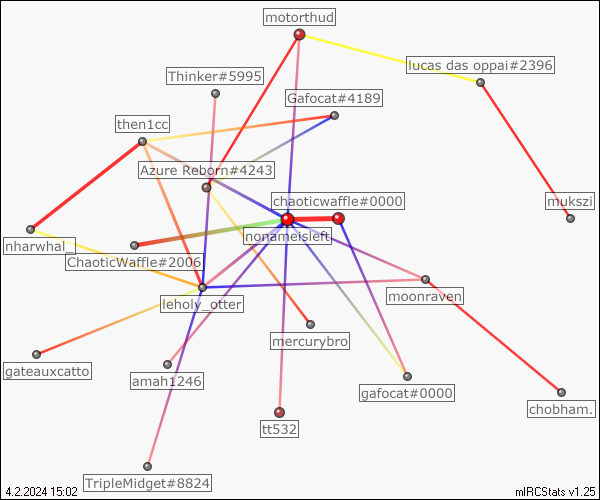 motorthud
lucas das oppai#2396
Thinker#5995
Gafocat#4189
then1cc
Azure Reborn#4243
chaoticwaffle#0000
mukszi
nonameisleft
nharwhal_
ChaoticWaffle#2006
moonraven
leholy_otter
mercurybro
gateauxcatto
amah1246
gafocat#0000
chobham.
tt532
TripleMidget#8824
4.2.2024 15:02
mIRCStats v1.25